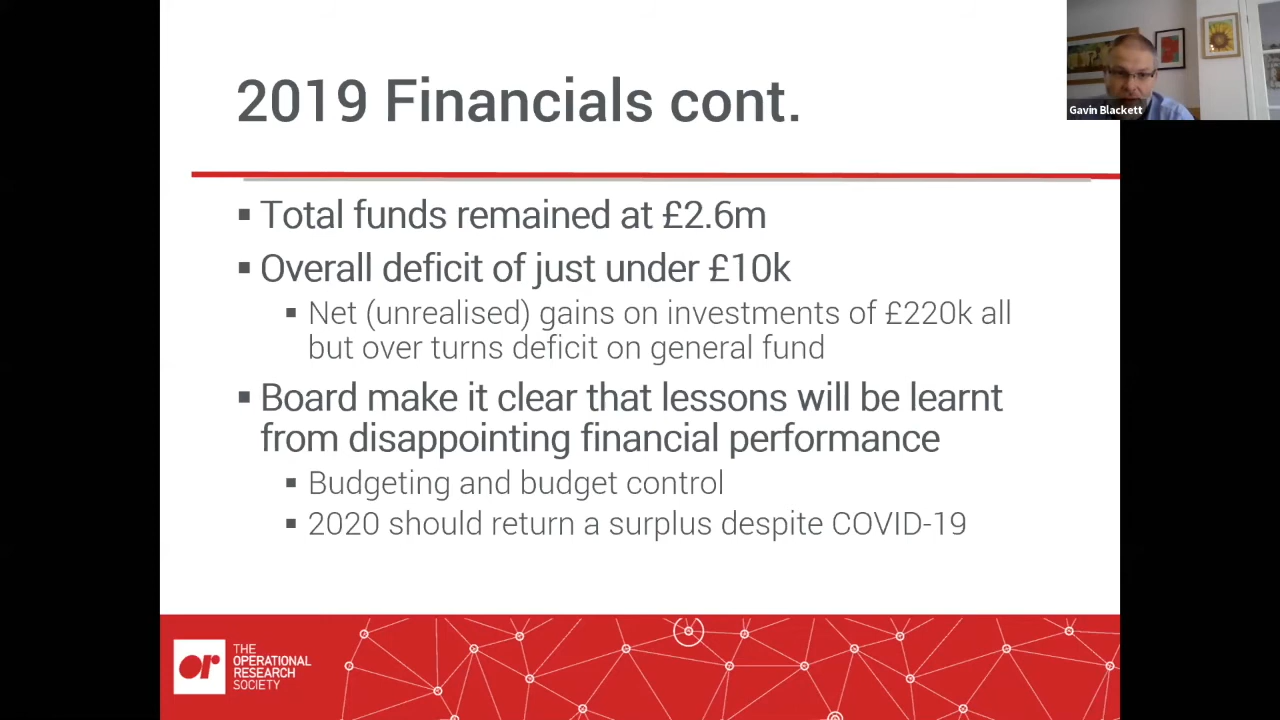 2019 Financials cont.
Gavin Blackett
▪ Total funds remained at £2.6m
▪ Overall deficit of just under £10k
▪ Net (unrealised) gains on investments of £220k all
but over turns deficit on general fund
▪ Board make it clear that lessons will be learnt
from disappointing financial performance
▪ Budgeting and budget control
▪ 2020 should return a surplus despite COVID-19
or
THE
OPERATIONAL
RESEARCH
SOCIETY